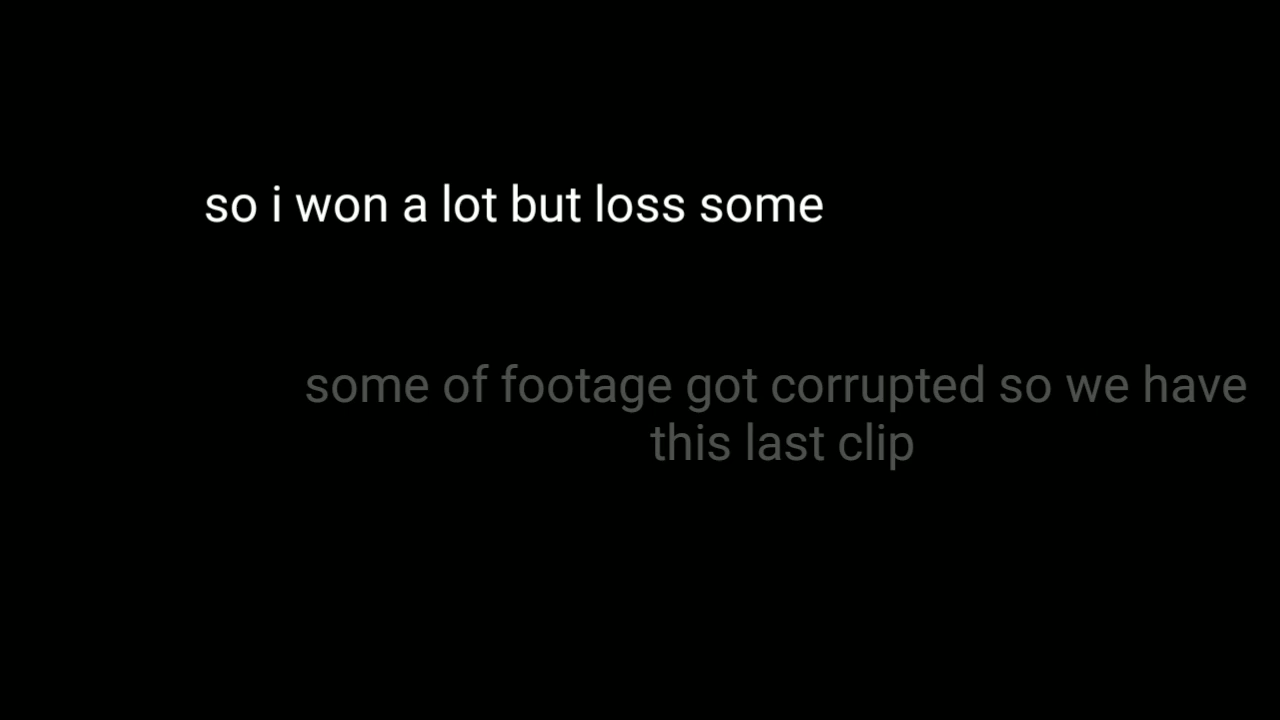 so i won a lot but loss some
some of footage got corrupted so we have
this last clip